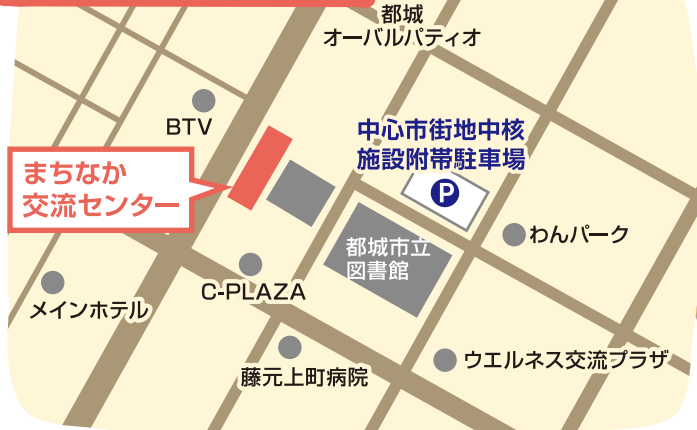 都城
オーバルパティオ
BTV
中心市街地中核
施設附帯駐車場
P
まちなか
交流センター
わんパーク
都城市立
図書館
C-PLAZA
メインホテル
藤元上町病院
ウエルネス交流プラザ